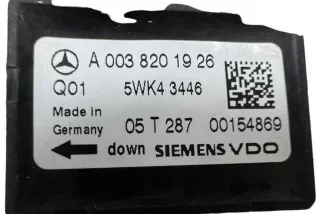 A 003 820 19 26
Q01 5WK4 3446
Made in
Germany 05 T 287 00154869
down SIEMENS VDO